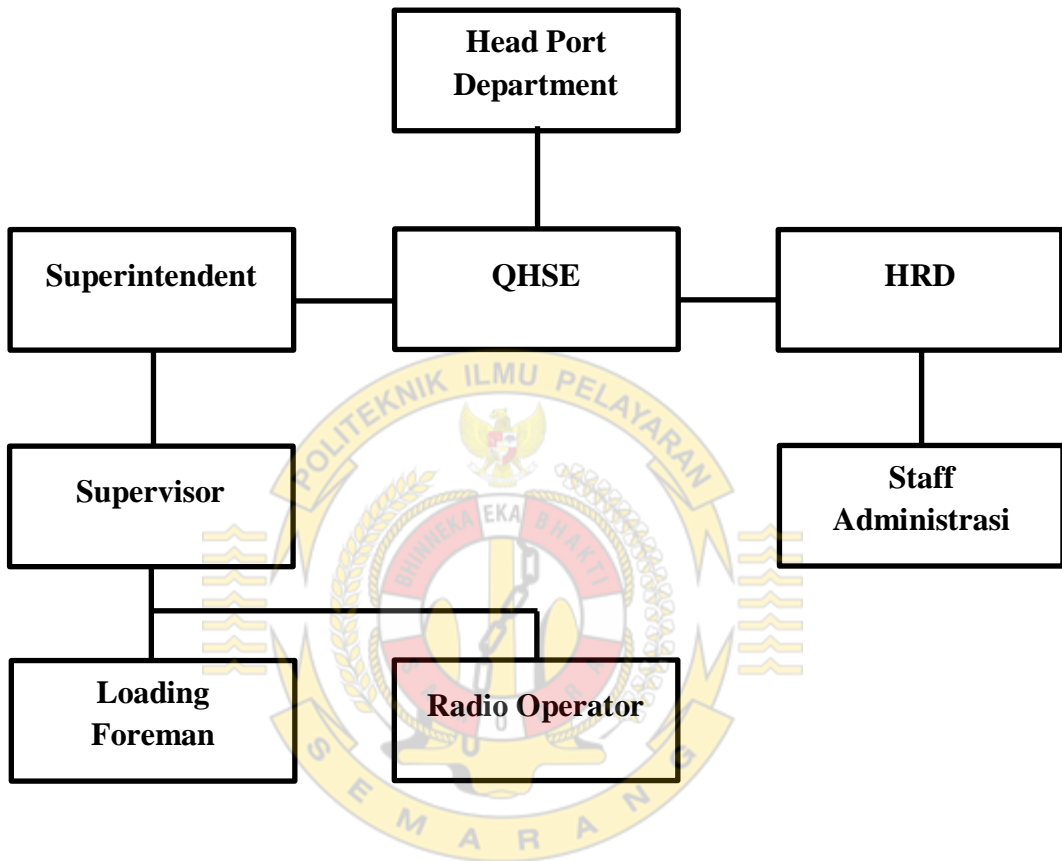 Head Port
Department
Superintendent
QHSE
HRD
Supervisor
Staff
Administrasi
Loading
Foreman
Radio Operator
POLITEKNIK ILMU PELAYARAN
BHINNEKA EKA BHAKTI
SEMARANG